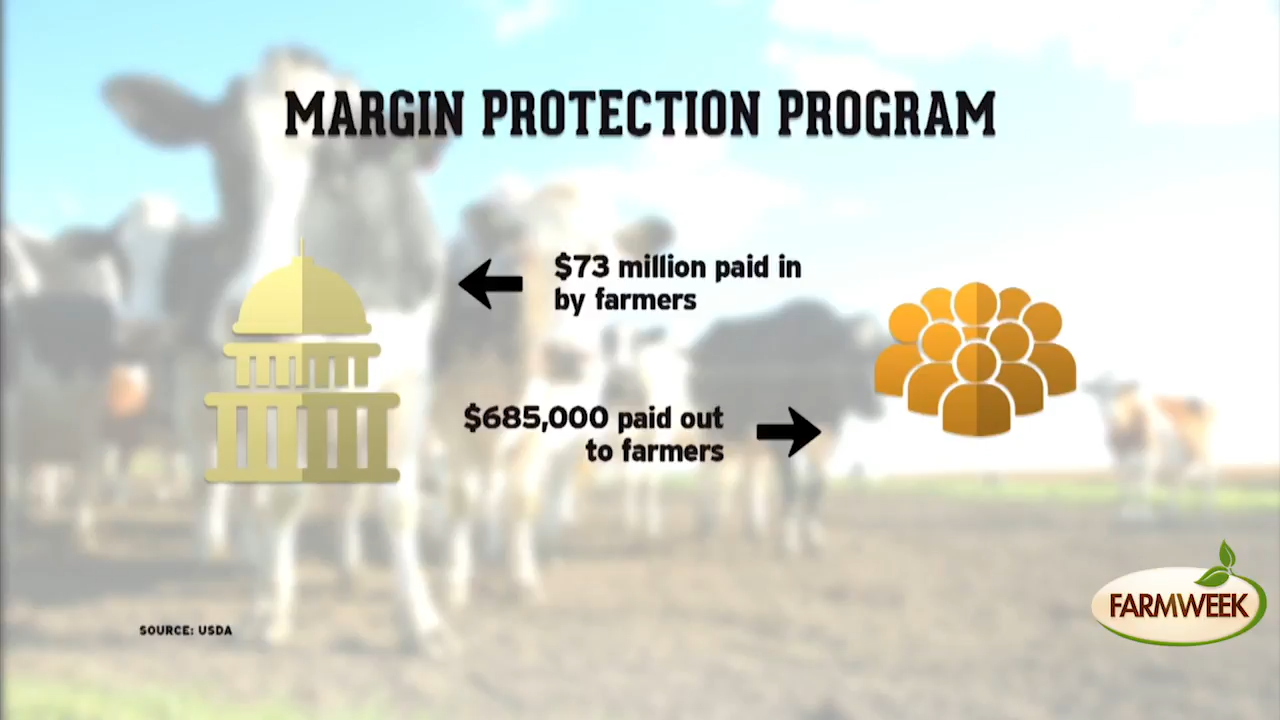 MARGIN PROTECTION PROGRAM
$73 million paid in
by farmers
$685,000 paid out
to farmers
SOURCE: USDA
FARMWEEK